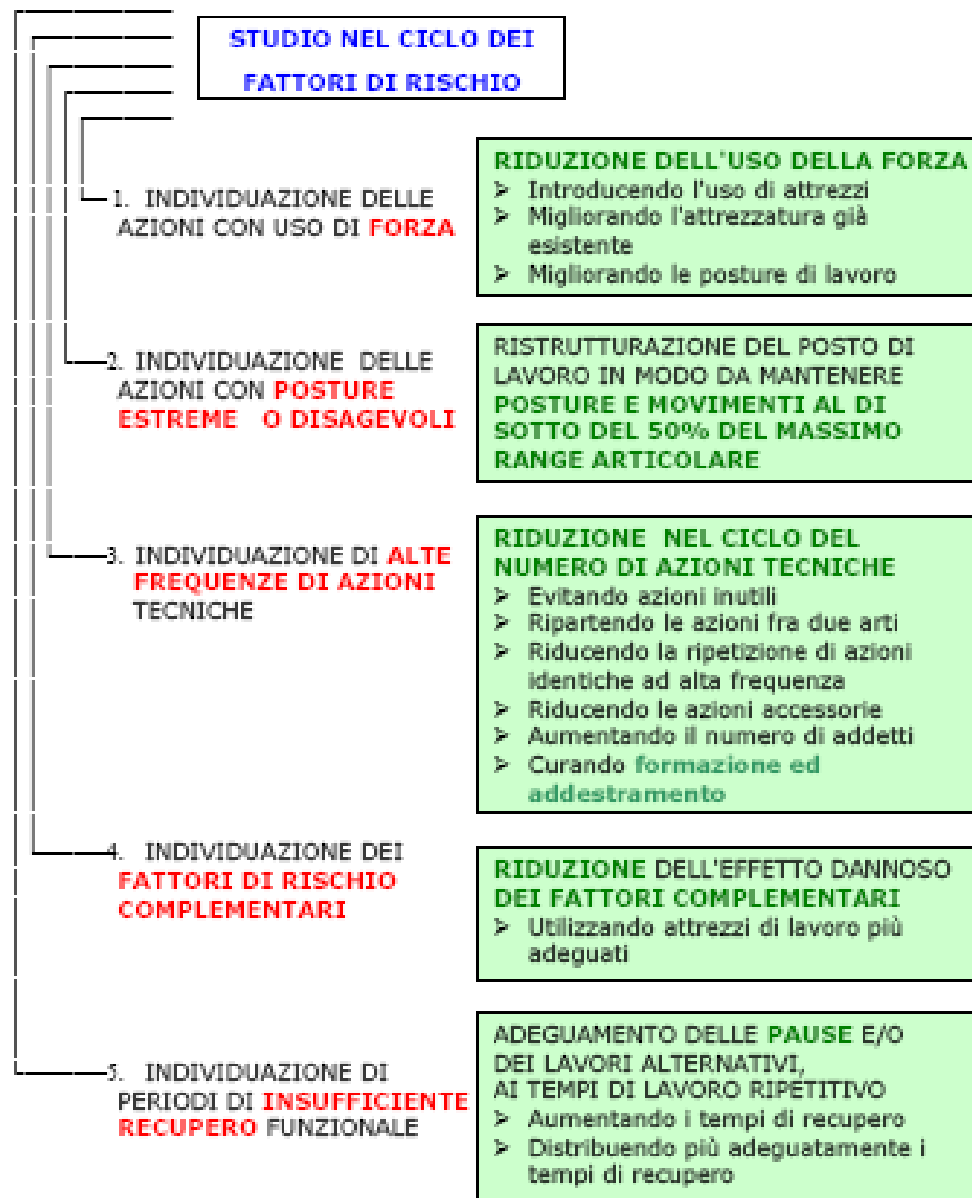 STUDIO NEL CICLO DEI
FATTORI DI RISCHIO
1. INDIVIDUAZIONE DELLE
AZIONI CON USO DI FORZA
RIDUZIONE DELL'USO DELLA FORZA
➢ Introducendo l'uso di attrezzi
➢ Migliorando l'attrezzatura già
esistente
➢ Migliorando le posture di lavoro
2. INDIVIDUAZIONE DELLE
AZIONI CON POSTURE
ESTREME O DISAGEVOLI
RISTRUTTURAZIONE DEL POSTO DI
LAVORO IN MODO DA MANTENERE
POSTURE E MOVIMENTI AL DI
SOTTO DEL 50% DEL MASSIMO
RANGE ARTICOLARE
3. INDIVIDUAZIONE DI ALTE
FREQUENZE DI AZIONI
TECNICHE
RIDUZIONE NEL CICLO DEL
NUMERO DI AZIONI TECNICHE
➢ Evitando azioni inutili
➢ Ripartendo le azioni fra due arti
➢ Riducendo la ripetizione di azioni
identiche ad alta frequenza
➢ Riducendo le azioni accessorie
➢ Aumentando il numero di addetti
➢ Curando formazione ed
addestramento
4. INDIVIDUAZIONE DEI
FATTORI DI RISCHIO
COMPLEMENTARI
RIDUZIONE DELL'EFFETTO DANNOSO
DEI FATTORI COMPLEMENTARI
➢ Utilizzando attrezzi di lavoro più
adeguati
5. INDIVIDUAZIONE DI
PERIODI DI INSUFFICIENTE
RECUPERO FUNZIONALE
ADEGUAMENTO DELLE PAUSE E/O
DEI LAVORI ALTERNATIVI,
AI TEMPI DI LAVORO RIPETITIVO
➢ Aumentando i tempi di recupero
➢ Distribuendo più adeguatamente i
tempi di recupero